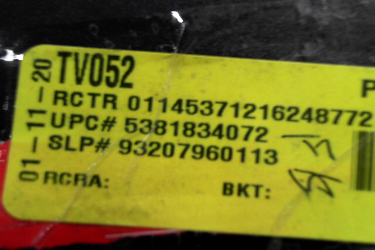 TV052
P
RCTR 01145371216248772
UPC# 5381834072
SLP# 93207960113
RCRA: BKT:
01-11-20